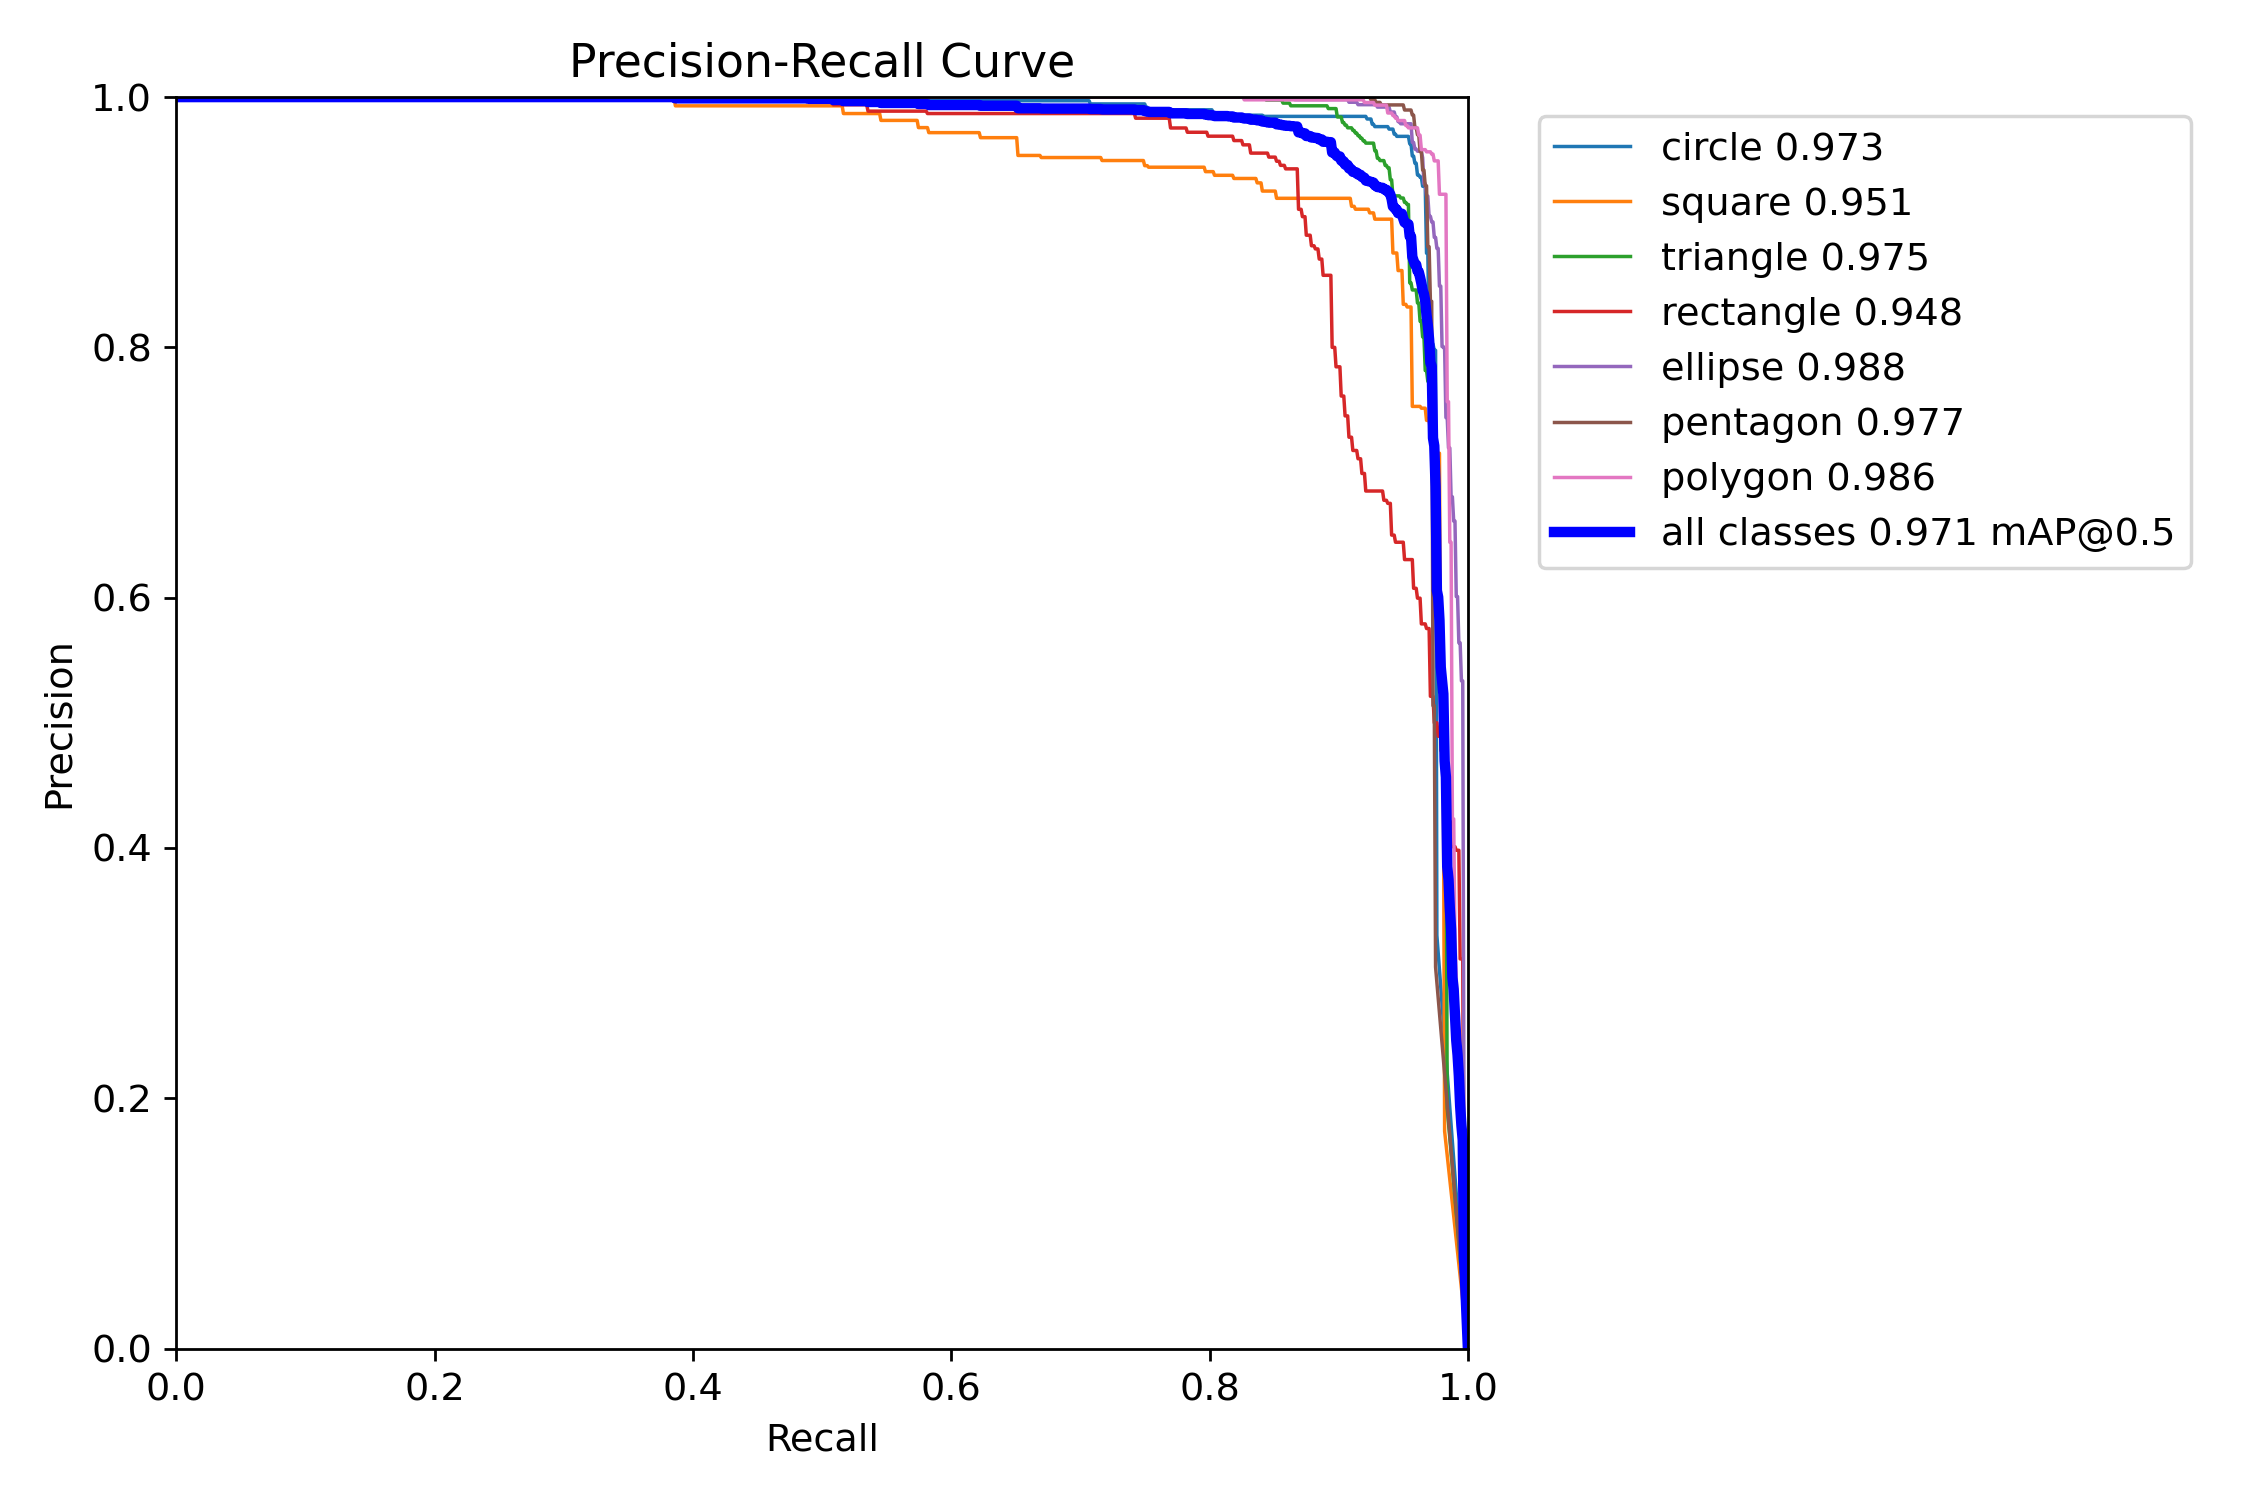 Precision-Recall Curve
1.0
0.8
0.6
0.4
0.2
0.0
Precision
0.0 0.2 0.4 0.6 0.8 1.0
Recall
circle 0.973
square 0.951
triangle 0.975
rectangle 0.948
ellipse 0.988
pentagon 0.977
polygon 0.986
all classes 0.971 mAP@0.5